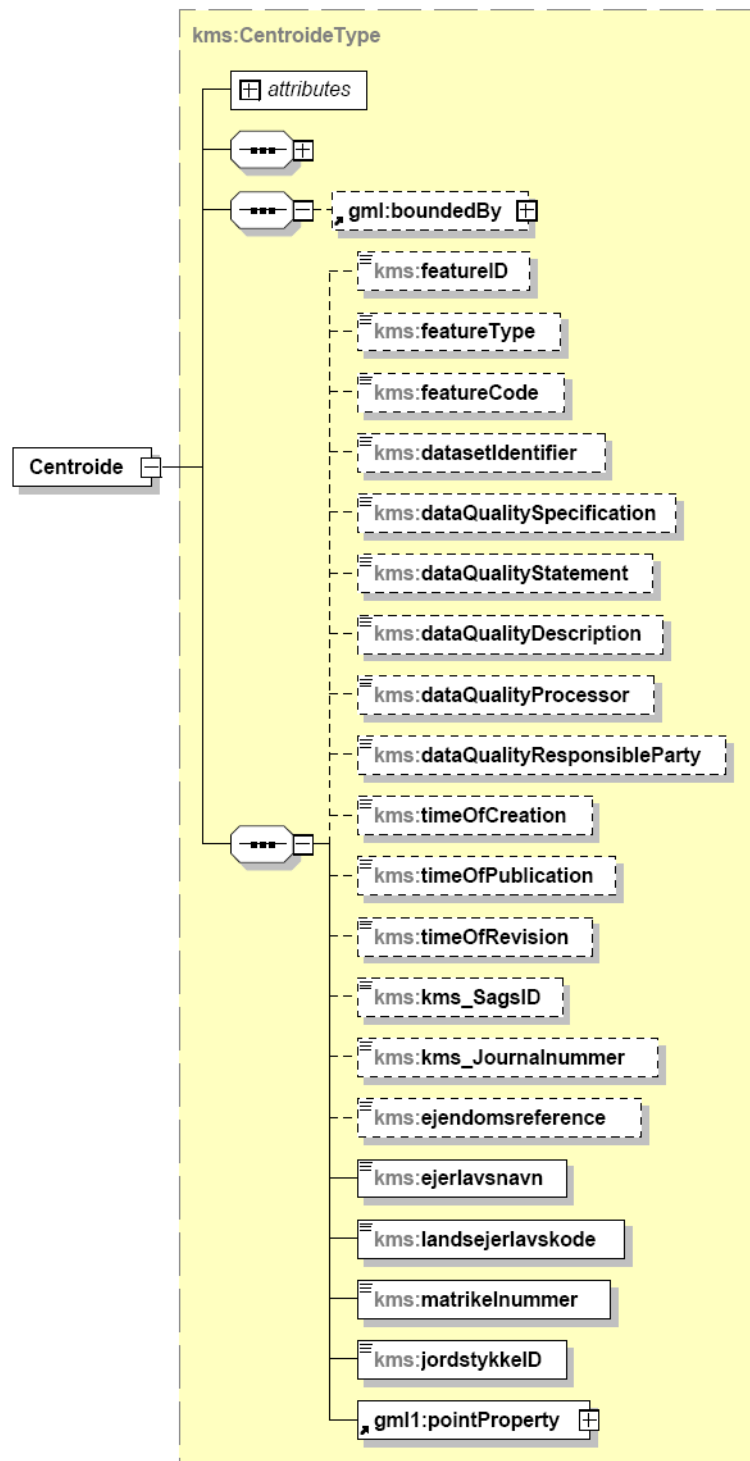 kms:CentroideType
attributes
gml:boundedBy
kms:featureID
kms:featureType
kms:featureCode
kms:datasetIdentifier
Centroide
kms:dataQualitySpecification
kms:dataQualityStatement
kms:dataQualityDescription
kms:dataQualityProcessor
kms:dataQualityResponsibleParty
kms:timeOfCreation
kms:timeOfPublication
kms:timeOfRevision
kms:kms_SagsID
kms:kms_Journalnummer
kms:ejendomsreference
kms:ejerlavsnavn
kms:landsejerlavskode
kms:matrikelnummer
kms:jordstykkeID
gml1:pointProperty